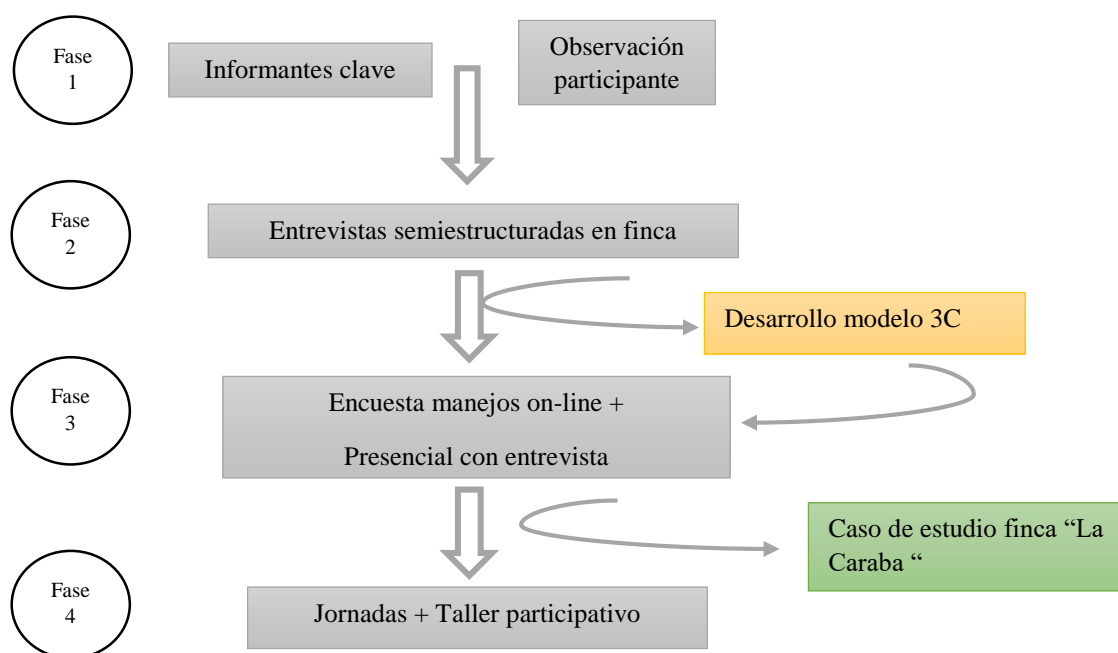 Fase
1
Informantes clave
Observación
participante
Fase
2
Entrevistas semiestructuradas en finca
Desarrollo modelo 3C
Fase
3
Encuesta manejos on-line +
Presencial con entrevista
Caso de estudio finca “La
Caraba “
Fase
4
Jornadas + Taller participativo